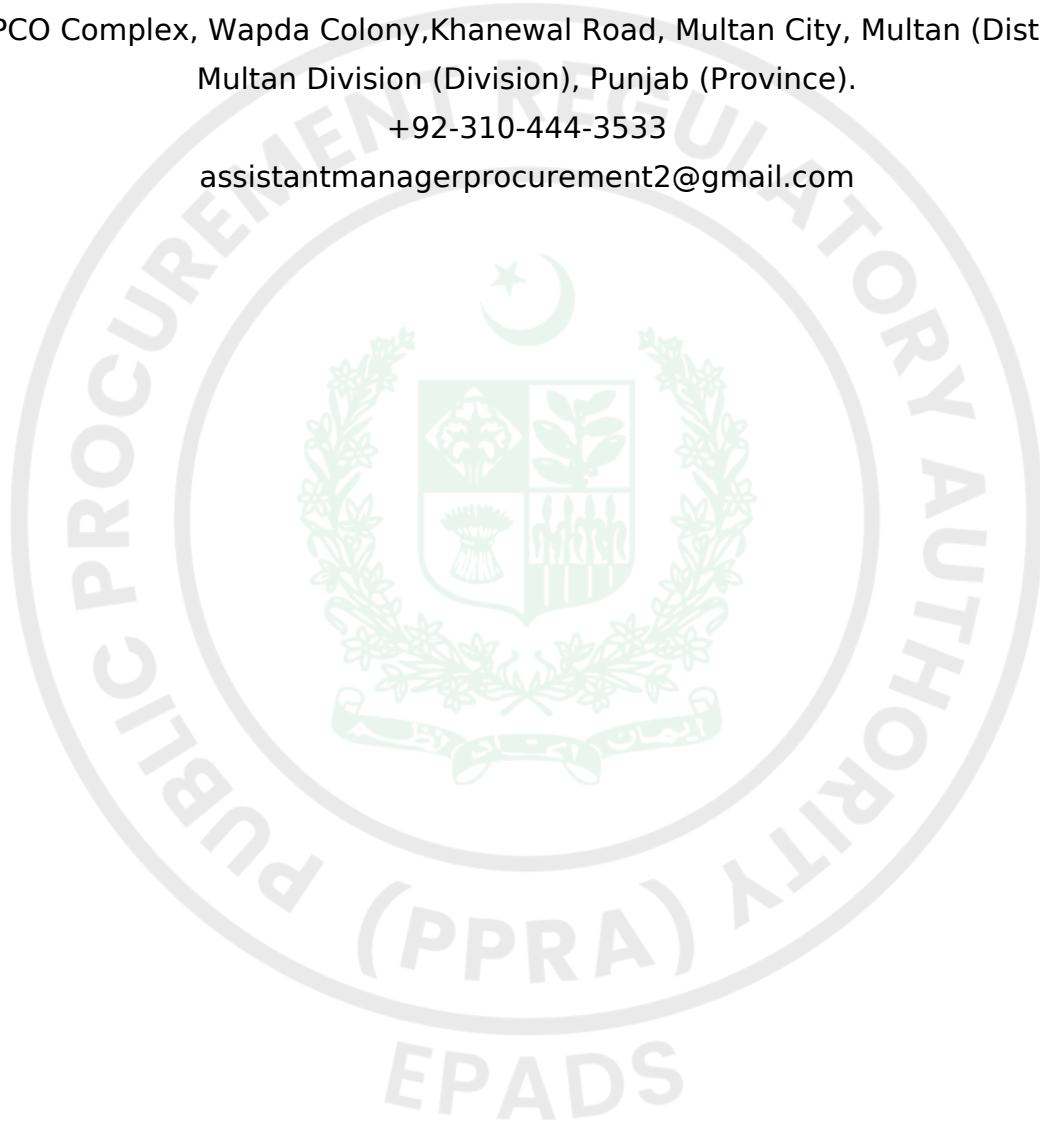 PCO Complex, Wapda Colony,Khanewal Road, Multan City, Multan (Dist
Multan Division (Division), Punjab (Province).
+92-310-444-3533
assistantmanagerprocurement2@gmail.com
PUBLIC PROCUREMENT REGULATORY AUTHORITY
(PPRA)
EPADS